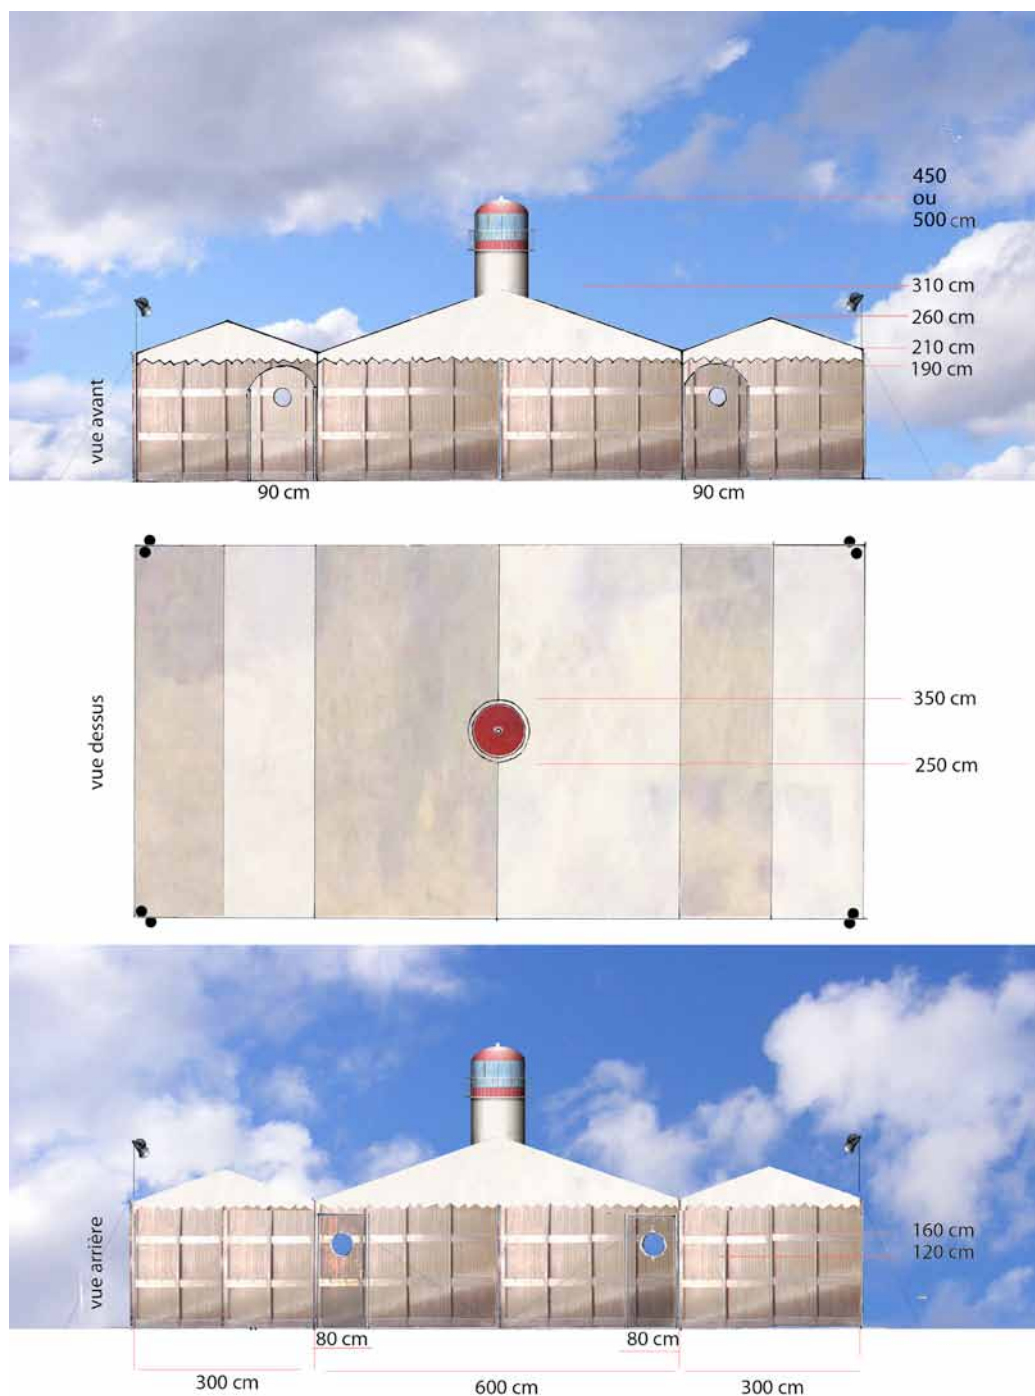 450
ou
500 cm
310 cm
260 cm
210 cm
190 cm
vue avant
90 cm
90 cm
vue dessus
350 cm
250 cm
vue arrière
160 cm
120 cm
80 cm
80 cm
300 cm
600 cm
300 cm